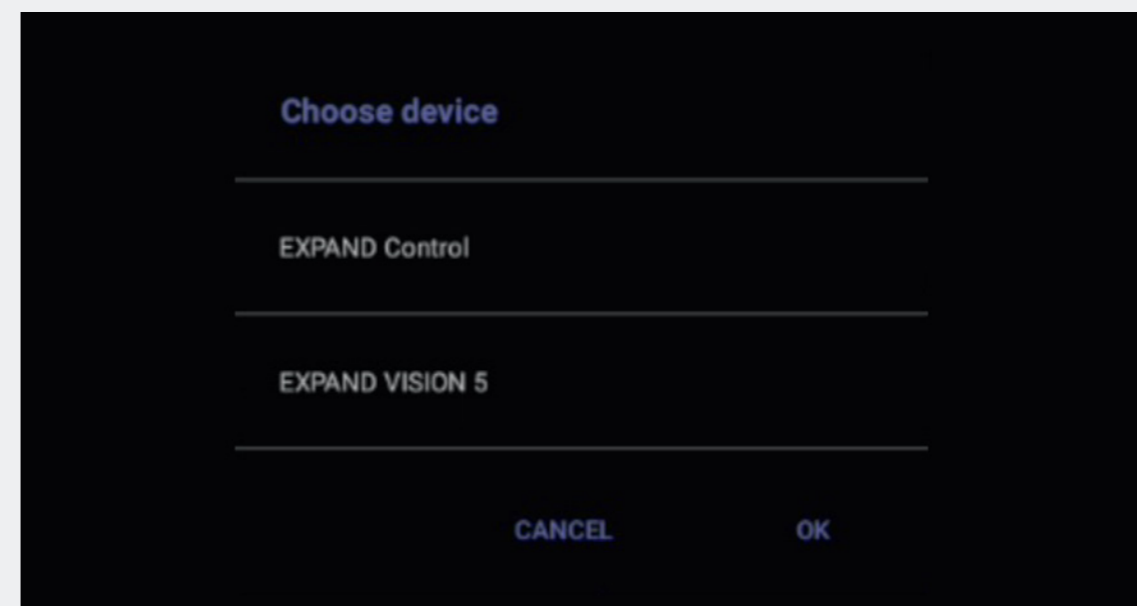 Choose device
EXPAND Control
EXPAND VISION 5
CANCEL
OK